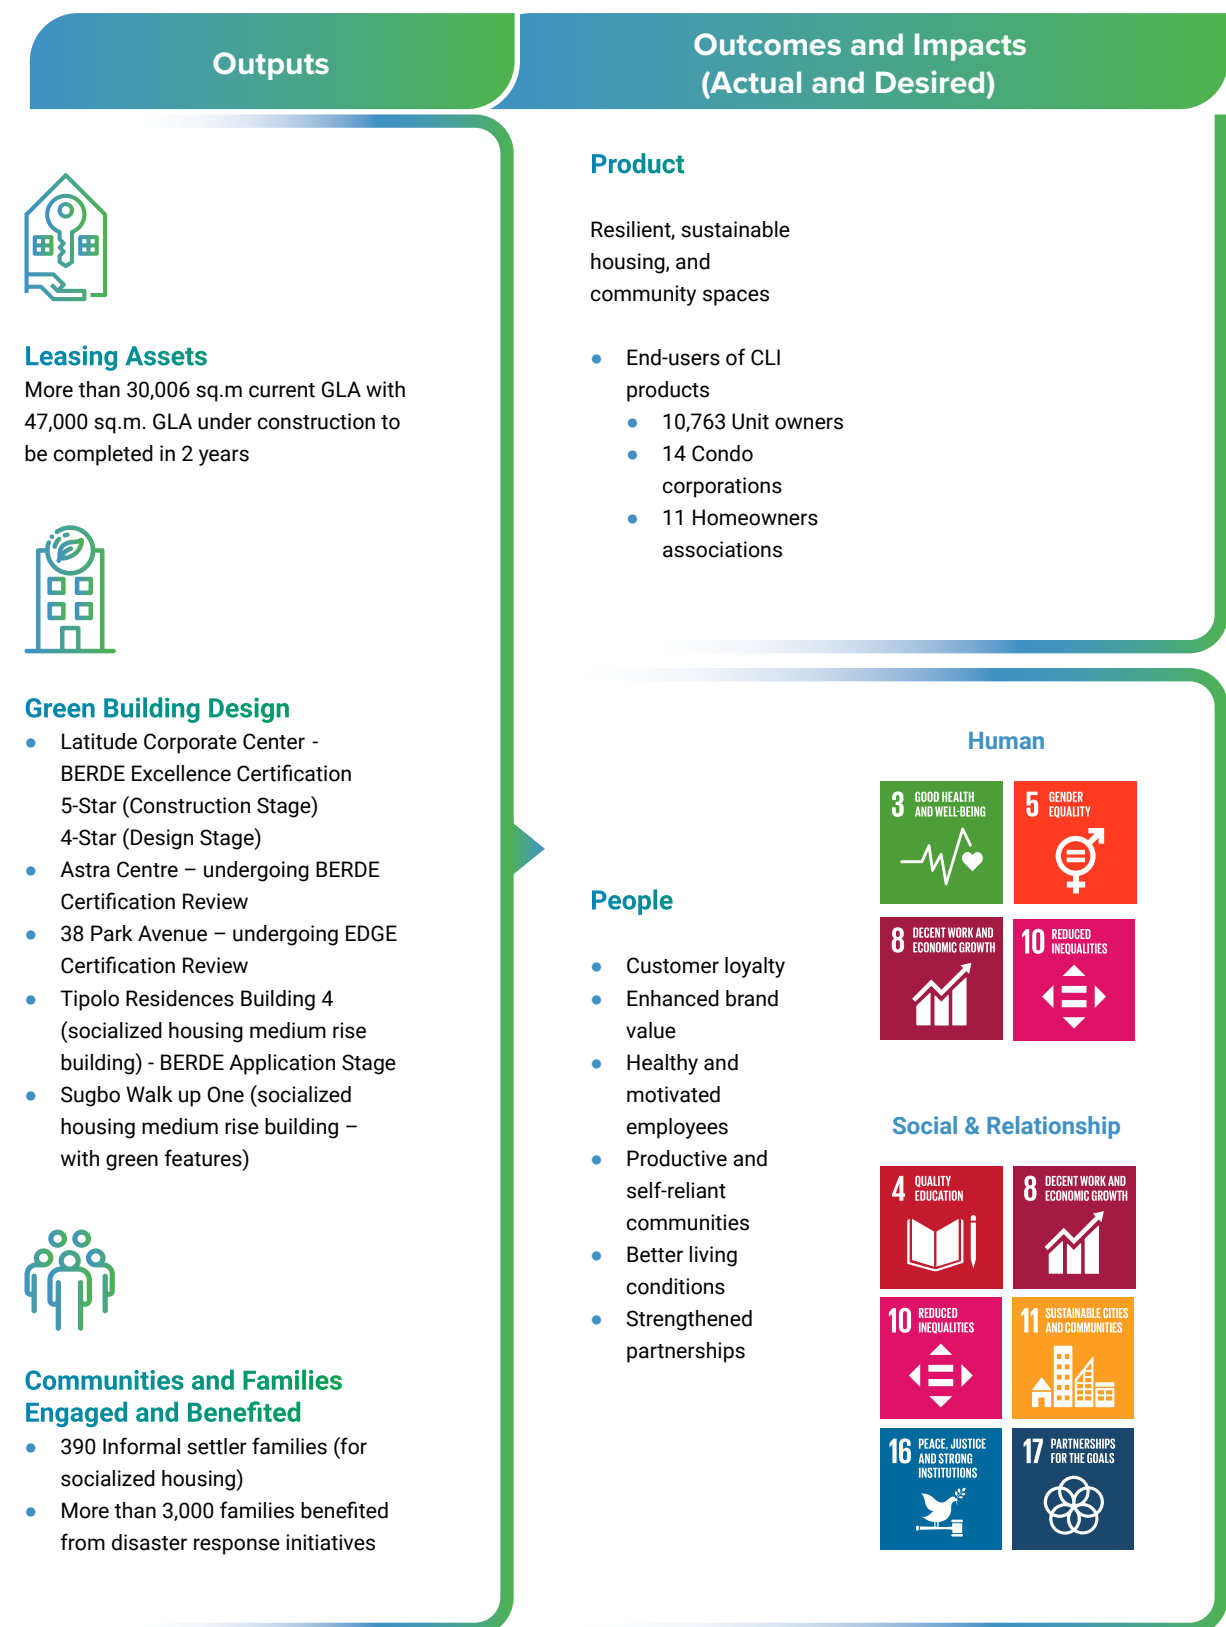 Outputs
Outcomes and Impacts
(Actual and Desired)
Leasing Assets
More than 30,006 sq.m current GLA with
47,000 sq.m. GLA under construction to
be completed in 2 years
Green Building Design
● Latitude Corporate Center -
BERDE Excellence Certification
5-Star (Construction Stage)
4-Star (Design Stage)
● Astra Centre – undergoing BERDE
Certification Review
● 38 Park Avenue – undergoing EDGE
Certification Review
● Tipolo Residences Building 4
(socialized housing medium rise
building) - BERDE Application Stage
● Sugbo Walk up One (socialized
housing medium rise building –
with green features)
Communities and Families
Engaged and Benefited
● 390 Informal settler families (for
socialized housing)
● More than 3,000 families benefited
from disaster response initiatives
Product
Resilient, sustainable
housing, and
community spaces
● End-users of CLI
products
● 10,763 Unit owners
● 14 Condo
corporations
● 11 Homeowners
associations
People
● Customer loyalty
● Enhanced brand
value
● Healthy and
motivated
employees
● Productive and
self-reliant
communities
● Better living
conditions
● Strengthened
partnerships
Human
3 GOOD HEALTH
AND WELL-BEING
5 GENDER
EQUALITY
8 DECENT WORK AND
ECONOMIC GROWTH
10 REDUCED
INEQUALITIES
Social & Relationship
4 QUALITY
EDUCATION
8 DECENT WORK AND
ECONOMIC GROWTH
10 REDUCED
INEQUALITIES
11 SUSTAINABLE CITIES
AND COMMUNITIES
16 PEACE, JUSTICE
AND STRONG
INSTITUTIONS
17 PARTNERSHIPS
FOR THE GOALS